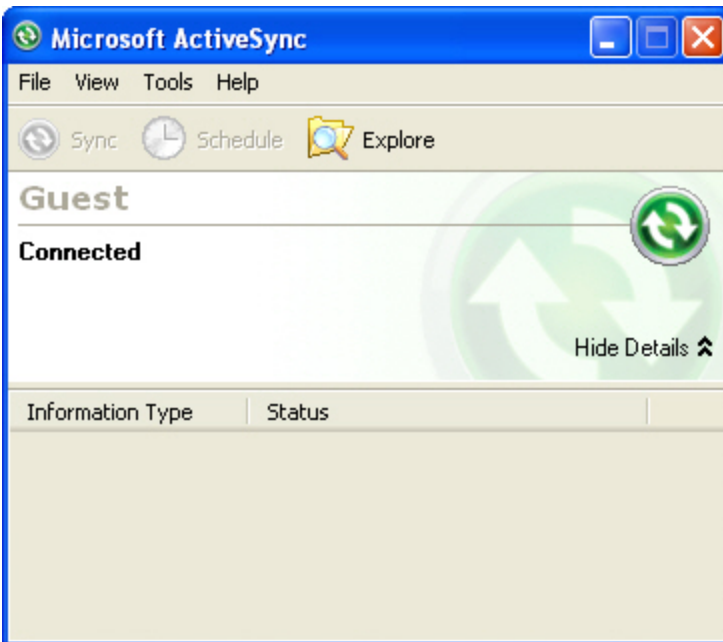 Microsoft ActiveSync
File View Tools Help
Sync Schedule Explore
Guest
Connected
Hide Details
Information Type Status